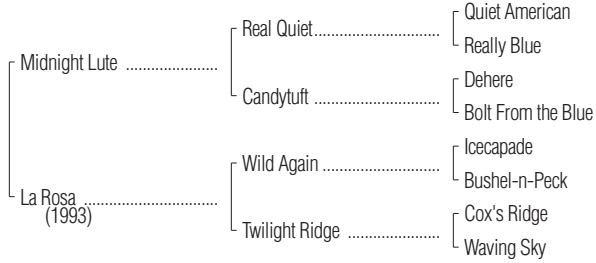 Quiet American
Real Quiet
Really Blue
Midnight Lute
Dehere
Candytuft
Bolt From the Blue
Icecapade
Wild Again
Bushel-n-Peck
La Rosa
(1993)
Cox's Ridge
Twilight Ridge
Waving Sky